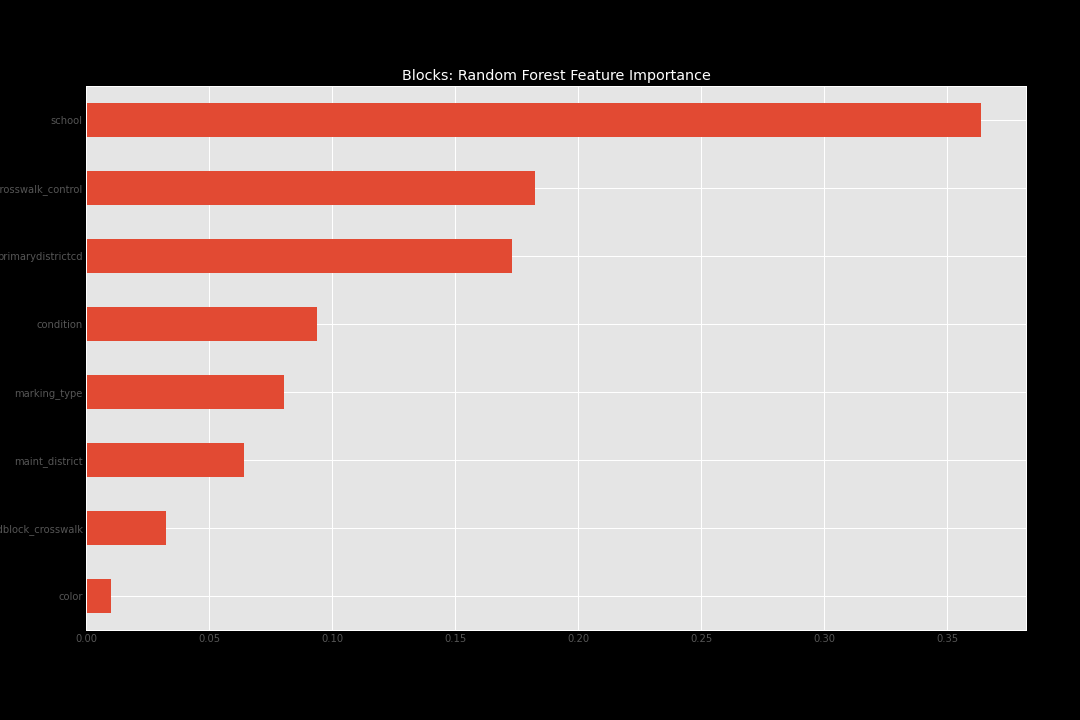 Blocks: Random Forest Feature Importance
school
rosswalk_control
primarydistrictcd
condition
marking_type
maint_district
dblock_crosswalk
color
0.00 0.05 0.10 0.15 0.20 0.25 0.30 0.35